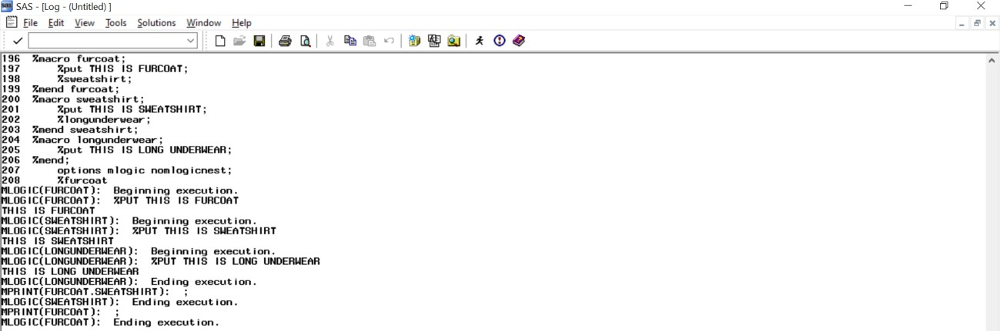 SAS - [Log - (Untitled) ]
File Edit View Tools Solutions Window Help
196  %macro furcoat;
197      %put THIS IS FURCOAT;
198      %sweatshirt;
199  %mend furcoat;
200  %macro sweatshirt;
201      %put THIS IS SWEATSHIRT;
202      %longunderwear;
203  %mend sweatshirt;
204  %macro longunderwear;
205      %put THIS IS LONG UNDERWEAR;
206  %mend;
207      options mlogic nomlogicnest;
208      %furcoat
MLOGIC(FURCOAT):  Beginning execution.
MLOGIC(FURCOAT):  %PUT THIS IS FURCOAT
THIS IS FURCOAT
MLOGIC(SWEATSHIRT):  Beginning execution.
MLOGIC(SWEATSHIRT):  %PUT THIS IS SWEATSHIRT
THIS IS SWEATSHIRT
MLOGIC(LONGUNDERWEAR):  Beginning execution.
MLOGIC(LONGUNDERWEAR):  %PUT THIS IS LONG UNDERWEAR
THIS IS LONG UNDERWEAR
MLOGIC(LONGUNDERWEAR):  Ending execution.
MPRINT(FURCOAT.SWEATSHIRT):  ;
MLOGIC(SWEATSHIRT):  Ending execution.
MPRINT(FURCOAT):  ;
MLOGIC(FURCOAT):  Ending execution.